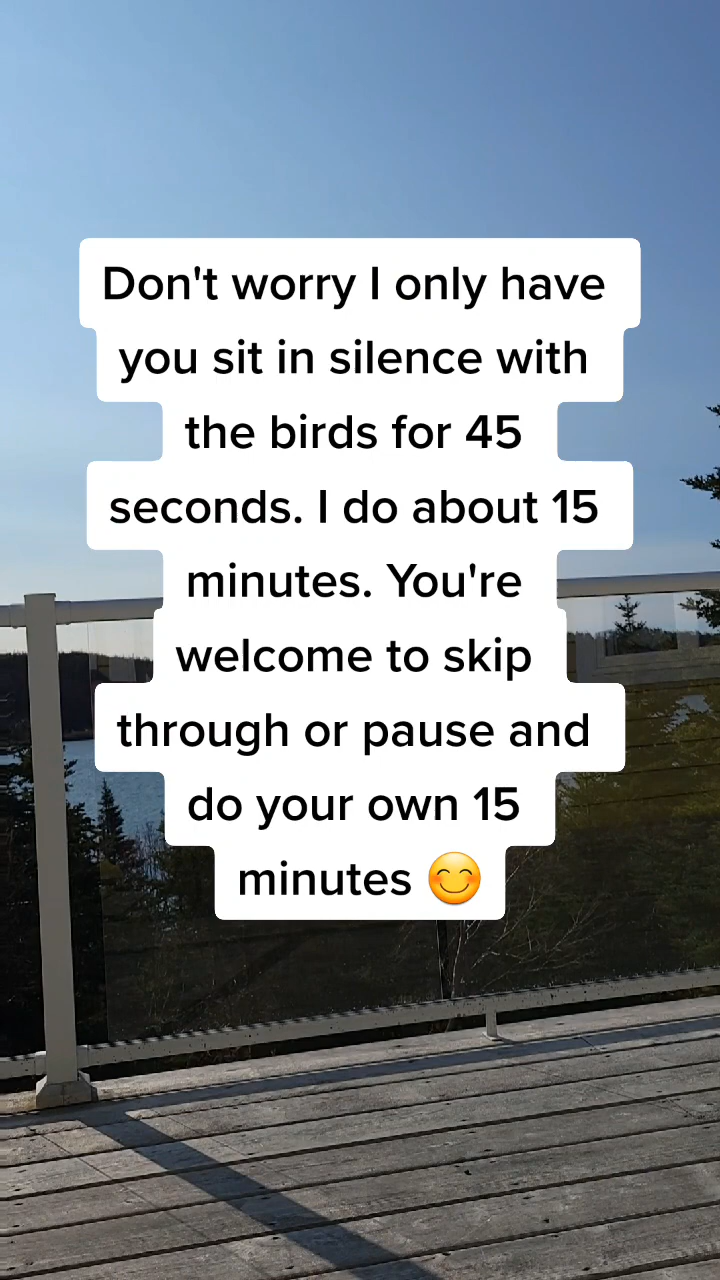 Don't worry I only have
you sit in silence with
the birds for 45
seconds. I do about 15
minutes. You're
welcome to skip
through or pause and
do your own 15
minutes 😊